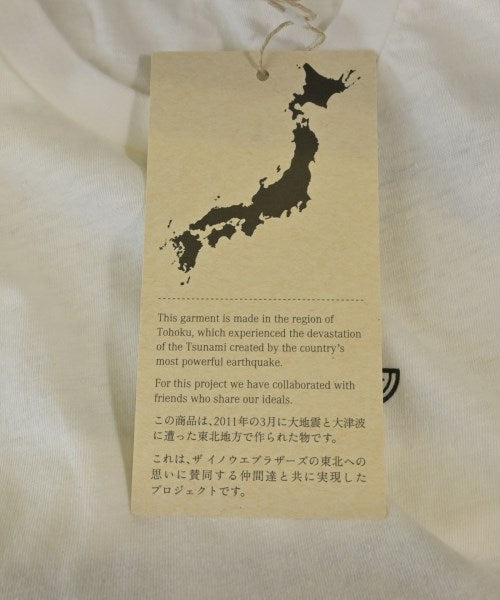 This garment is made in the region of
Tohoku, which experienced the devastation
of the Tsunami created by the country's
most powerful earthquake.
For this project we have collaborated with
friends who share our ideals.
この商品は、2011年の3月に大地震と大津波
に遭った東北地方で作られた物です。
これは、ザ イノウエブラザーズの東北への
思いに賛同する仲間達と共に実現した
プロジェクトです。